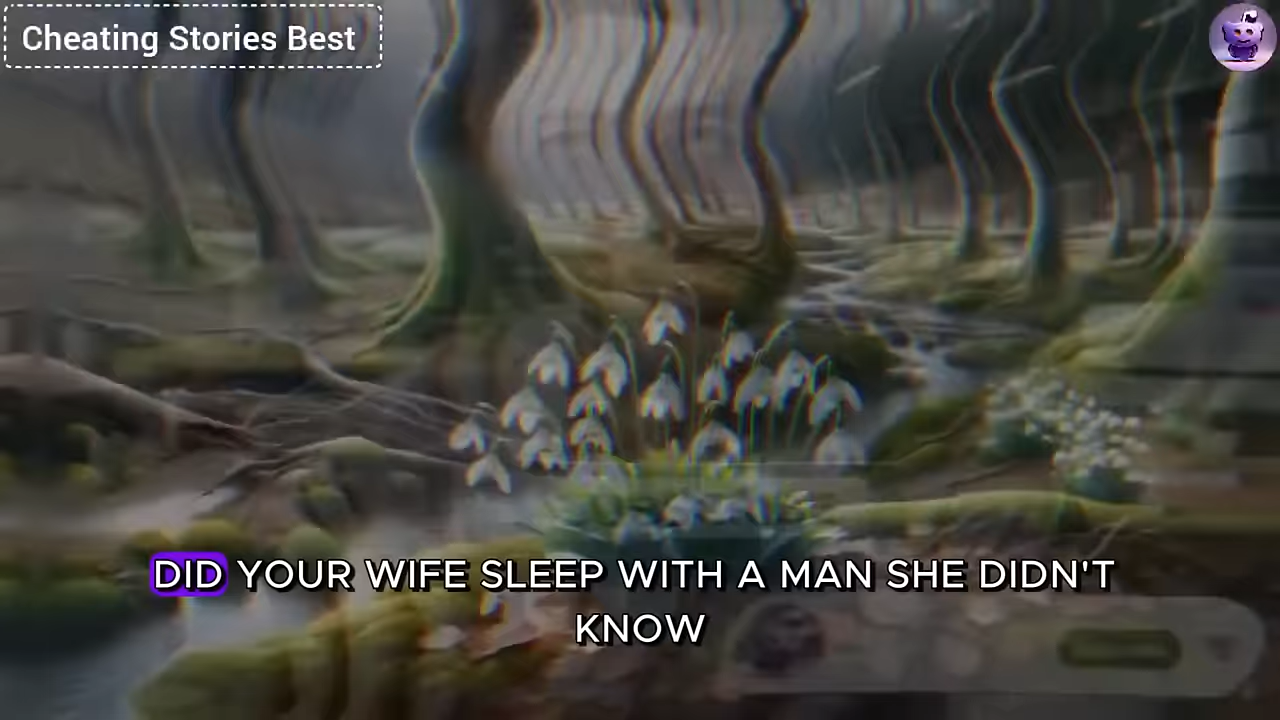 Cheating Stories Best
DID YOUR WIFE SLEEP WITH A MAN SHE DIDN'T
KNOW